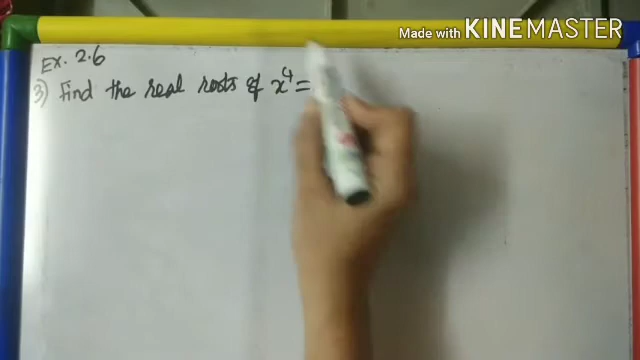 Made with KINEMASTER
Ex. 2.6
3) Find the real roots of x⁴=